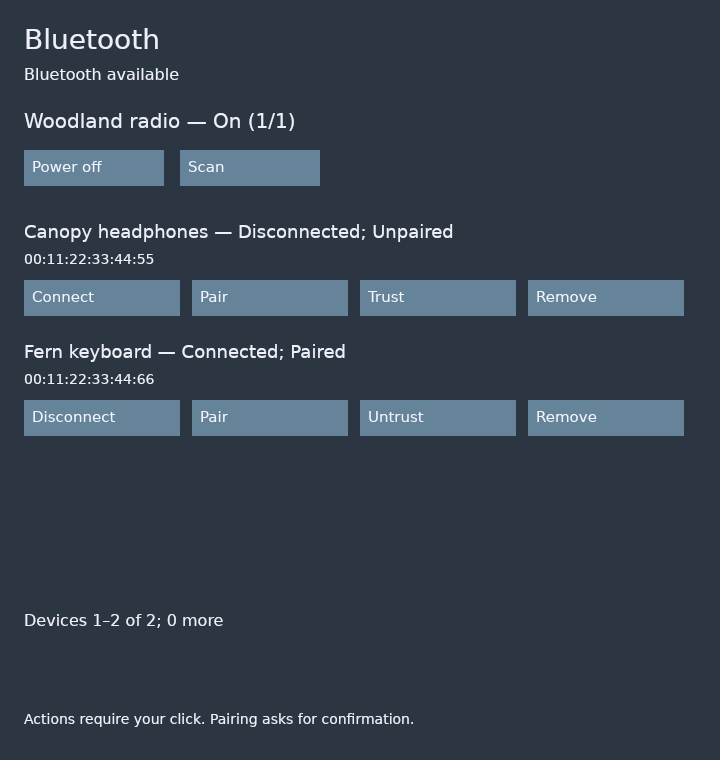 Bluetooth
Bluetooth available
Woodland radio — On (1/1)
Power off Scan
Canopy headphones — Disconnected; Unpaired
00:11:22:33:44:55
Connect Pair Trust Remove
Fern keyboard — Connected; Paired
00:11:22:33:44:66
Disconnect Pair Untrust Remove
Devices 1–2 of 2; 0 more
Actions require your click. Pairing asks for confirmation.